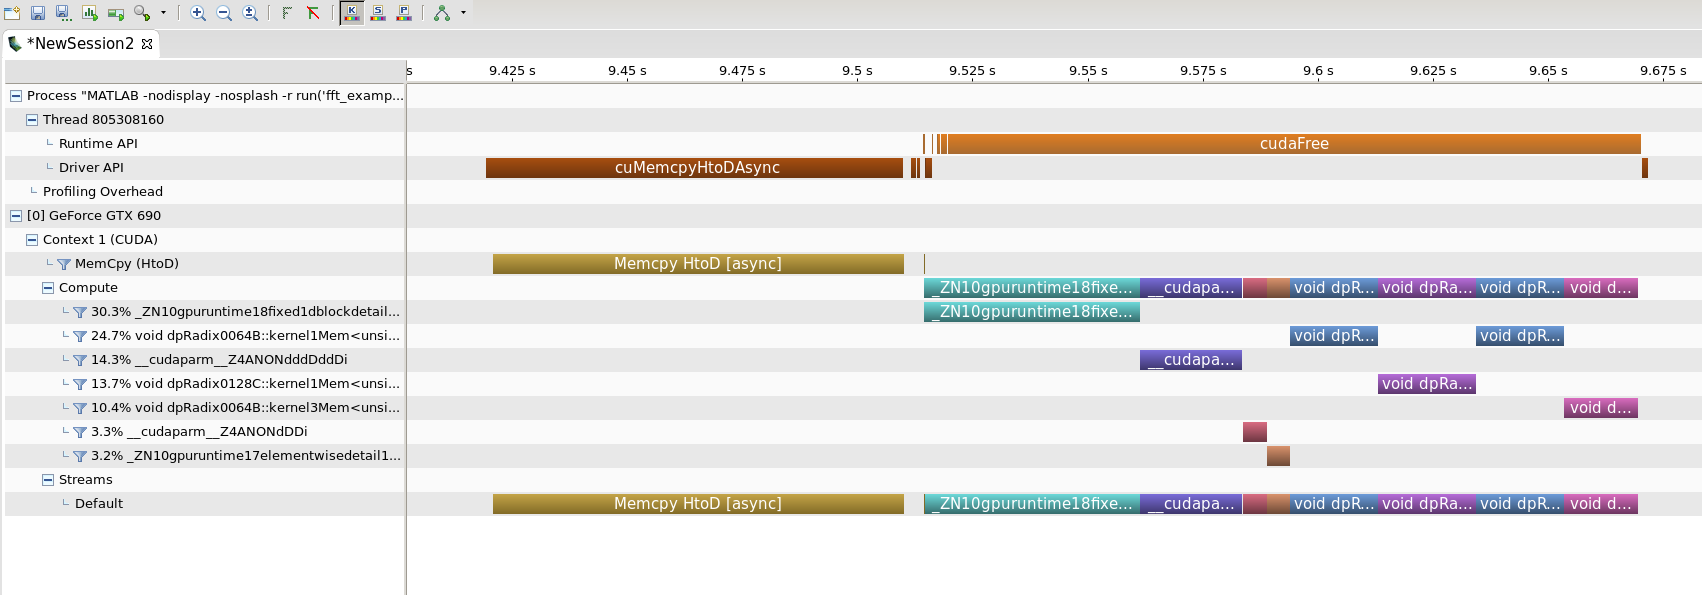 K S P
*NewSession2
s 9.425 s 9.45 s 9.475 s 9.5 s 9.525 s 9.55 s 9.575 s 9.6 s 9.625 s 9.65 s 9.675 s
Process "MATLAB -nodisplay -nosplash -r run('fft_examp...
Thread 805308160
Runtime API cudaFree
Driver API cuMemcpyHtoDAsync
Profiling Overhead
[0] GeForce GTX 690
Context 1 (CUDA)
MemCpy (HtoD) Memcpy HtoD [async]
Compute _ZN10gpuruntime18fixe... __cudapa... void dpR... void dpRa... void dpR... void d...
30.3% _ZN10gpuruntime18fixed1dblockdetail... _ZN10gpuruntime18fixe...
24.7% void dpRadix0064B::kernel1Mem<unsi... void dpR... void dpR...
14.3% __cudaparm__Z4ANONdddDddDi __cudapa...
13.7% void dpRadix0128C::kernel1Mem<unsi... void dpRa...
10.4% void dpRadix0064B::kernel3Mem<unsi... void d...
3.3% __cudaparm__Z4ANONdDDi
3.2% _ZN10gpuruntime17elementwisedetail1...
Streams
Default Memcpy HtoD [async] _ZN10gpuruntime18fixe... __cudapa... void dpR... void dpRa... void dpR... void d...